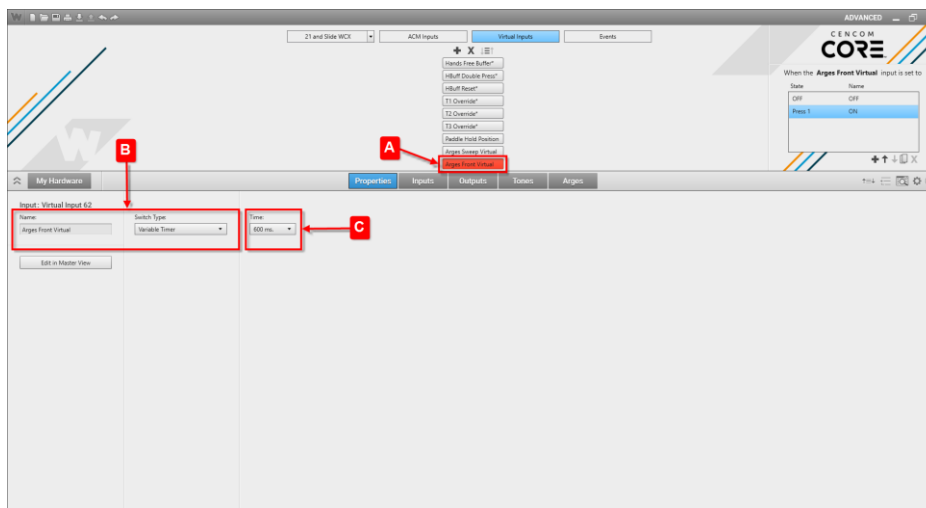 ADVANCED
21 and Slide WCX
ACM Inputs
Virtual Inputs
Events
CENCOM
CORE
Hands Free Buffer*
HBuff Double Press*
HBuff Reset*
T1 Override*
T2 Override*
T3 Override*
Paddle Hold Position
Arges Sweep Virtual
Arges Front Virtual
When the Arges Front Virtual input is set to
State
Name
OFF
OFF
Press 1
ON
A
B
My Hardware
Properties
Inputs
Outputs
Tones
Arges
Input: Virtual Input 62
Name:
Switch Type:
Time:
Arges Front Virtual
Variable Timer
600 ms.
C
Edit in Master View